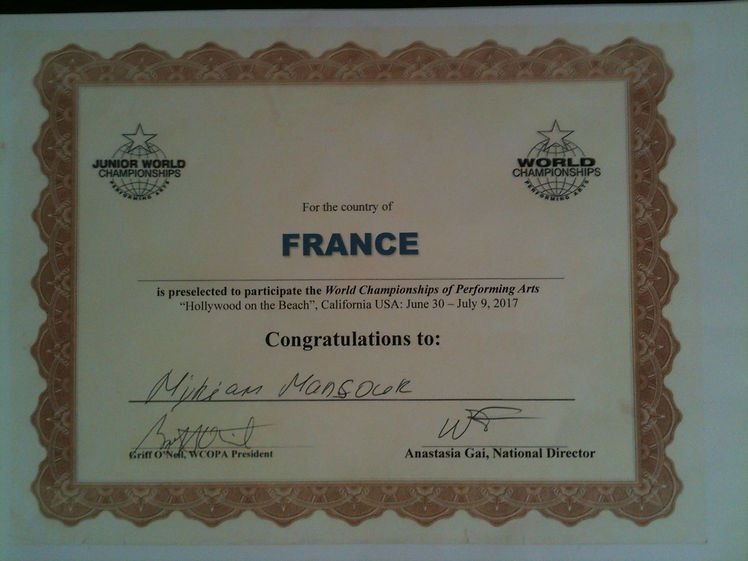 JUNIOR WORLD
CHAMPIONSHIPS
PERFORMING ARTS
WORLD
CHAMPIONSHIPS
PERFORMING ARTS
For the country of
FRANCE
is preselected to participate the World Championships of Performing Arts
“Hollywood on the Beach”, California USA: June 30 – July 9, 2017
Congratulations to:
Mansour
Griff O'Neil, WCOPA President
Anastasia Gai, National Director